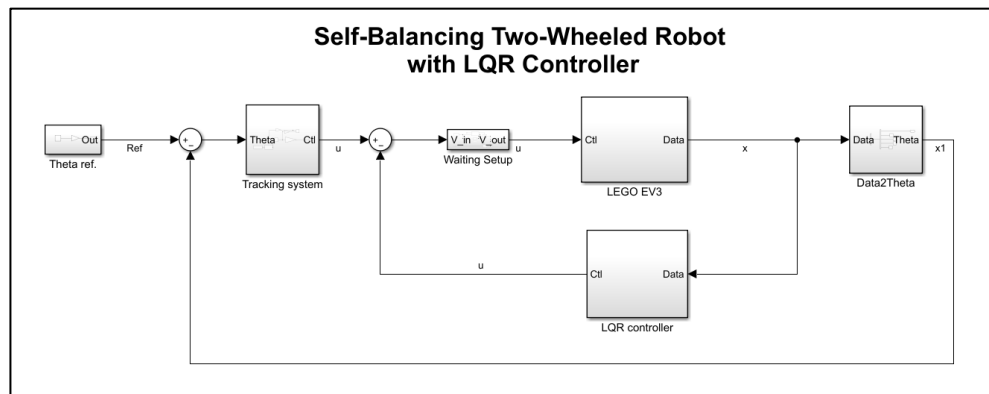 Self-Balancing Two-Wheeled Robot
with LQR Controller
Out
Theta ref.
Ref
+
-
Theta Ctl
Tracking system
u
+
-
V_in V_out
Waiting Setup
u
Ctl Data
LEGO EV3
x
Data Theta
Data2Theta
x1
u
Ctl Data
LQR controller